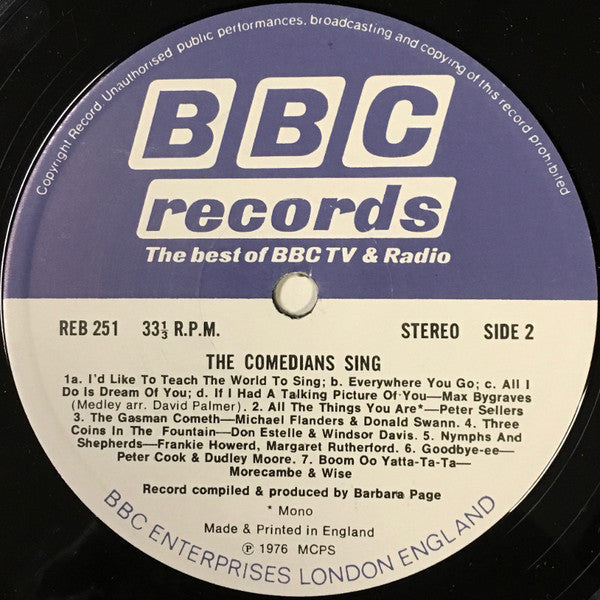 Copyright Record Unauthorised public performances, broadcasting and copying of this record prohibited
BBC
records
The best of BBC TV & Radio
REB 251 33⅓ R.P.M. STEREO SIDE 2
THE COMEDIANS SING
1a. I'd Like To Teach The World To Sing; b. Everywhere You Go; c. All I
Do Is Dream Of You; d. If I Had A Talking Picture Of You—Max Bygraves
(Medley arr. David Palmer). 2. All The Things You Are*—Peter Sellers
3. The Gasman Cometh—Michael Flanders & Donald Swann. 4. Three
Coins In The Fountain—Don Estelle & Windsor Davis. 5. Nymphs And
Shepherds—Frankie Howerd, Margaret Rutherford. 6. Goodbye-ee—
Peter Cook & Dudley Moore. 7. Boom Oo Yatta-Ta-Ta—
Morecambe & Wise
Record compiled & produced by Barbara Page
* Mono
Made & Printed in England
℗ 1976 MCPS
BBC ENTERPRISES LONDON ENGLAND